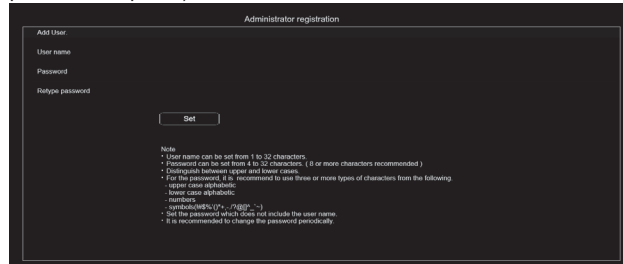 Administrator registration
Add User.
User name
Password
Retype password
Set
Note
・User name can be set from 1 to 32 characters.
・Password can be set from 4 to 32 characters. ( 8 or more characters recommended )
・Distinguish between upper and lower cases.
・For the password, it is recommend to use three or more types of characters from the following.
- upper case alphabetic
- lower case alphabetic
- numbers
- symbols
・Set the password which does not include the user name.
・It is recommended to change the password periodically.